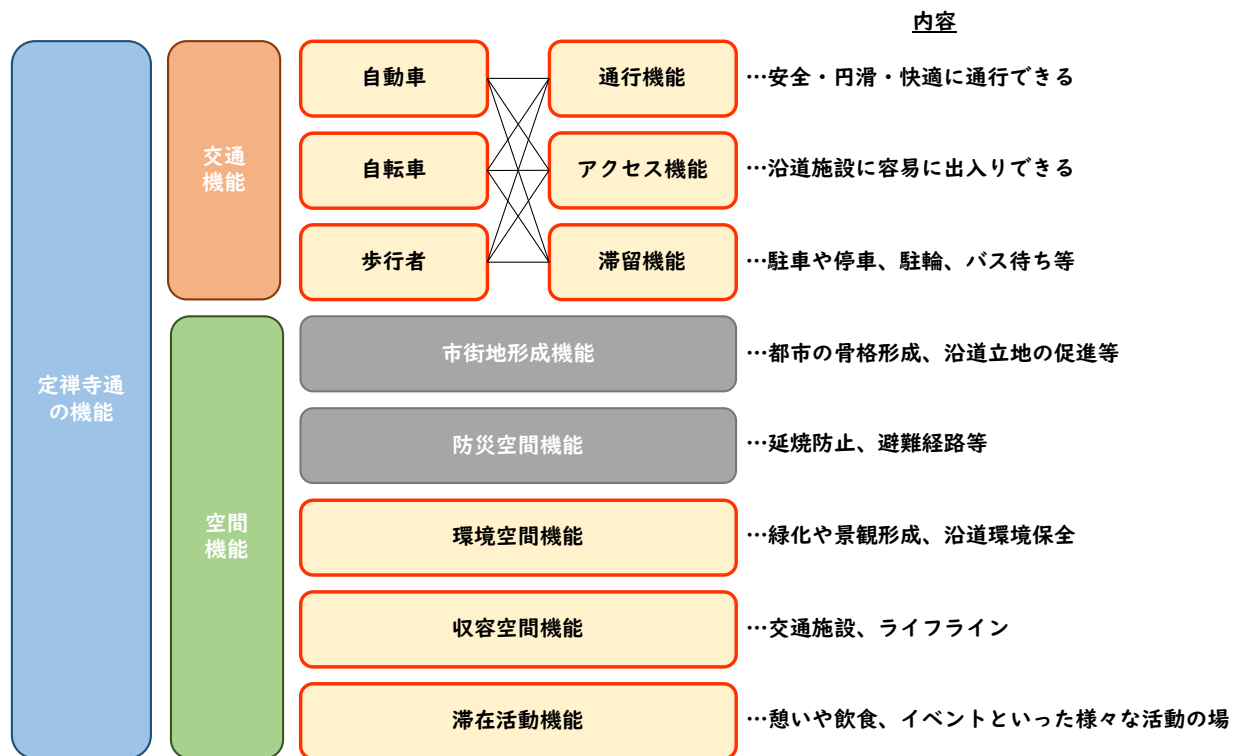 内容
定禅寺通
の機能
交通
機能
自動車
通行機能
…安全・円滑・快適に通行できる
自転車
アクセス機能
…沿道施設に容易に出入りできる
歩行者
滞留機能
…駐車や停車、駐輪、バス待ち等
空間
機能
市街地形成機能
…都市の骨格形成、沿道立地の促進等
防災空間機能
…延焼防止、避難経路等
環境空間機能
…緑化や景観形成、沿道環境保全
収容空間機能
…交通施設、ライフライン
滞在活動機能
…憩いや飲食、イベントといった様々な活動の場